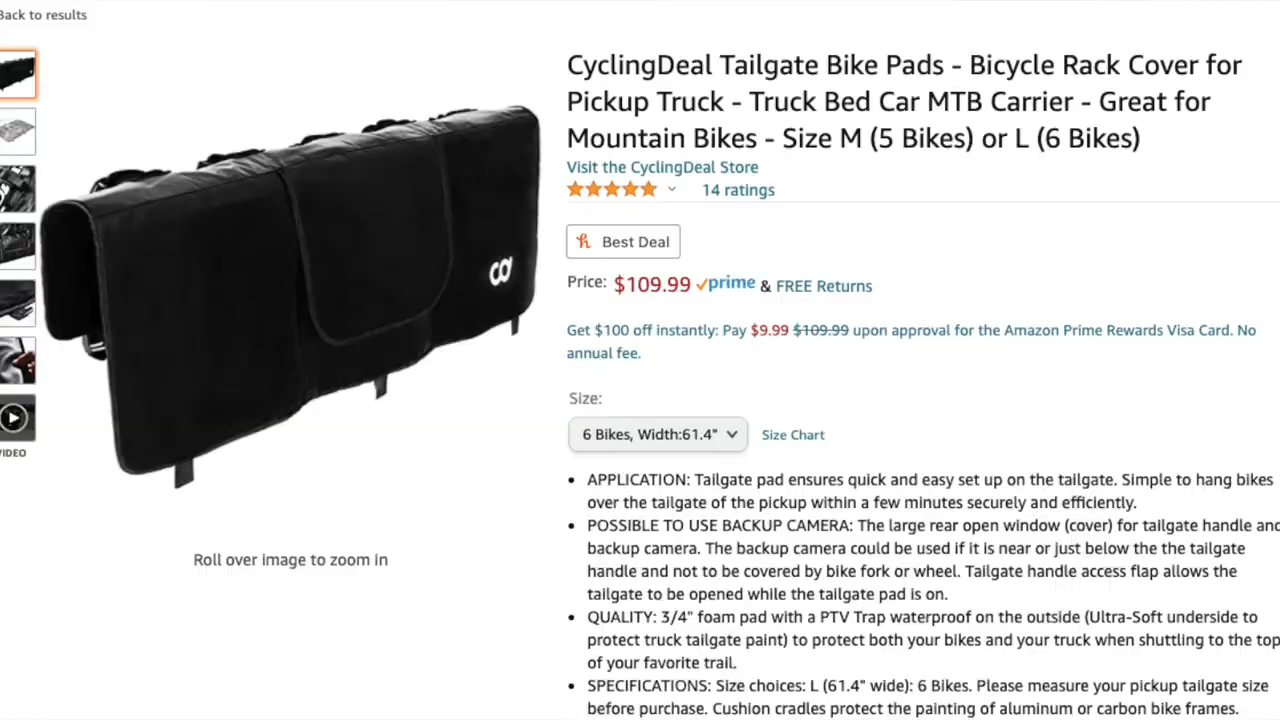 Back to results
CyclingDeal Tailgate Bike Pads - Bicycle Rack Cover for
Pickup Truck - Truck Bed Car MTB Carrier - Great for
Mountain Bikes - Size M (5 Bikes) or L (6 Bikes)
Visit the CyclingDeal Store
14 ratings
Best Deal
Price: $109.99 prime & FREE Returns
Get $100 off instantly: Pay $9.99 $109.99 upon approval for the Amazon Prime Rewards Visa Card. No
annual fee.
Size:
6 Bikes, Width:61.4" Size Chart
• APPLICATION: Tailgate pad ensures quick and easy set up on the tailgate. Simple to hang bikes
over the tailgate of the pickup within a few minutes securely and efficiently.
• POSSIBLE TO USE BACKUP CAMERA: The large rear open window (cover) for tailgate handle and
backup camera. The backup camera could be used if it is near or just below the the tailgate
handle and not to be covered by bike fork or wheel. Tailgate handle access flap allows the
tailgate to be opened while the tailgate pad is on.
• QUALITY: 3/4" foam pad with a PTV Trap waterproof on the outside (Ultra-Soft underside to
protect truck tailgate paint) to protect both your bikes and your truck when shuttling to the top
of your favorite trail.
• SPECIFICATIONS: Size choices: L (61.4" wide): 6 Bikes. Please measure your pickup tailgate size
before purchase. Cushion cradles protect the painting of aluminum or carbon bike frames.
cd
VIDEO
Roll over image to zoom in